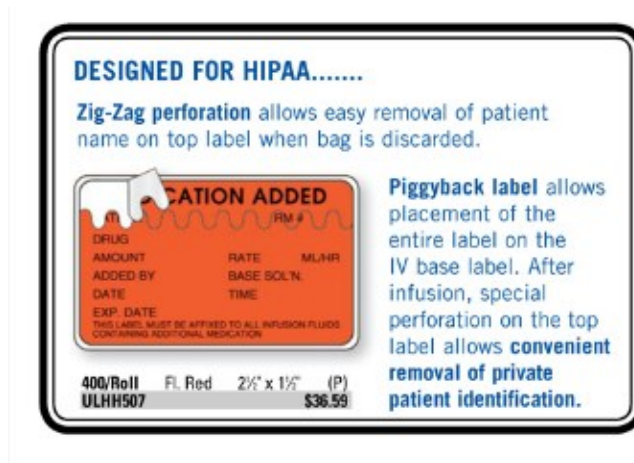 DESIGNED FOR HIPAA.......
Zig-Zag perforation allows easy removal of patient
name on top label when bag is discarded.
CATION ADDED
RM #
DRUG
AMOUNT RATE ML/HR
ADDED BY BASE SOL'N.
DATE TIME
EXP. DATE
THIS LABEL MUST BE AFFIXED TO ALL INFUSION FLUIDS
CONTAINING ADDITIONAL MEDICATION
Piggyback label allows
placement of the
entire label on the
IV base label. After
infusion, special
perforation on the top
label allows convenient
removal of private
patient identification.
400/Roll Fl. Red 2½" x 1½" (P)
ULHH507 $36.59